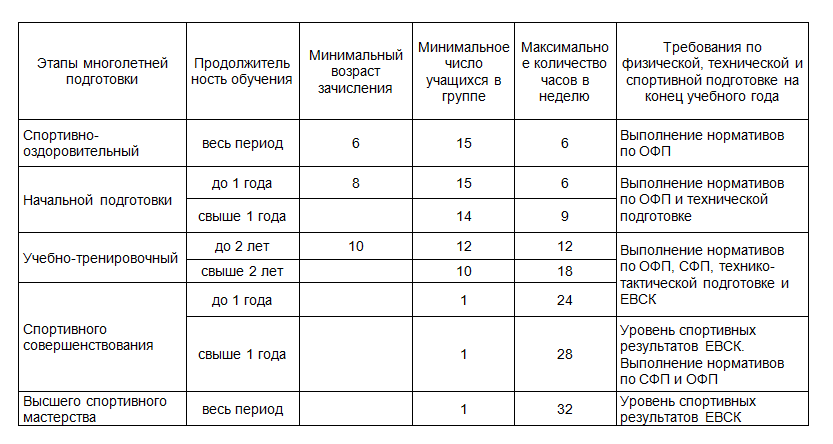 Этапы многолетней
подготовки
Продолжитель
ность обучения
Минимальный
возраст
зачисления
Минимальное
число
учащихся в
группе
Максимально
е количество
часов в
неделю
Требования по
физической, технической и
спортивной подготовке на
конец учебного года
Спортивно-
оздоровительный
весь период
6
15
6
Выполнение нормативов
по ОФП
Начальной подготовки
до 1 года
8
15
6
Выполнение нормативов
по ОФП и технической
подготовке
свыше 1 года
14
9
Учебно-тренировочный
до 2 лет
10
12
12
Выполнение нормативов
по ОФП, СФП, технико-
тактической подготовке и
ЕВСК
свыше 2 лет
10
18
Спортивного
совершенствования
до 1 года
1
24
свыше 1 года
1
28
Уровень спортивных
результатов ЕВСК.
Выполнение нормативов
по СФП и ОФП
Высшего спортивного
мастерства
весь период
1
32
Уровень спортивных
результатов ЕВСК